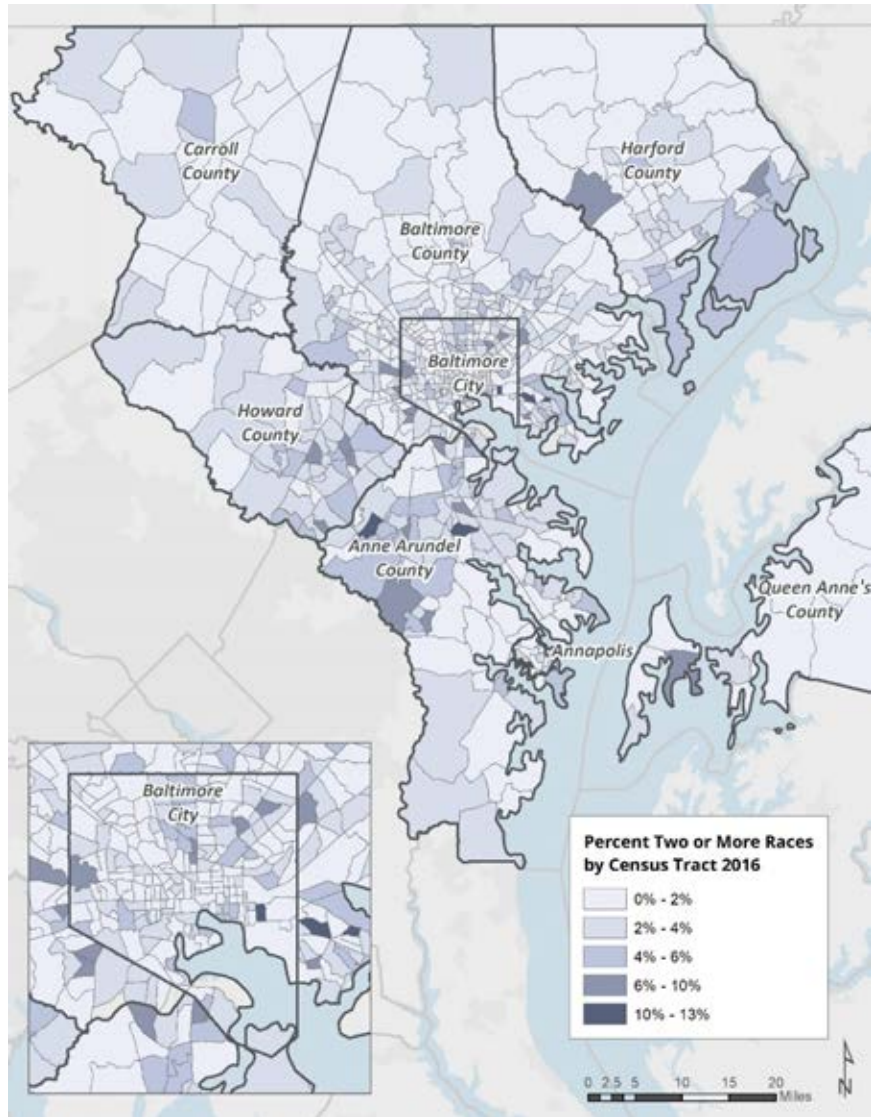 Carroll
County
Harford
County
Baltimore
County
Baltimore
City
Howard
County
Anne Arundel
County
Queen Anne's
County
Annapolis
Baltimore
City
Percent Two or More Races
by Census Tract 2016
0% - 2%
2% - 4%
4% - 6%
6% - 10%
10% - 13%
N
0 2.5 5 10 15 20
Miles